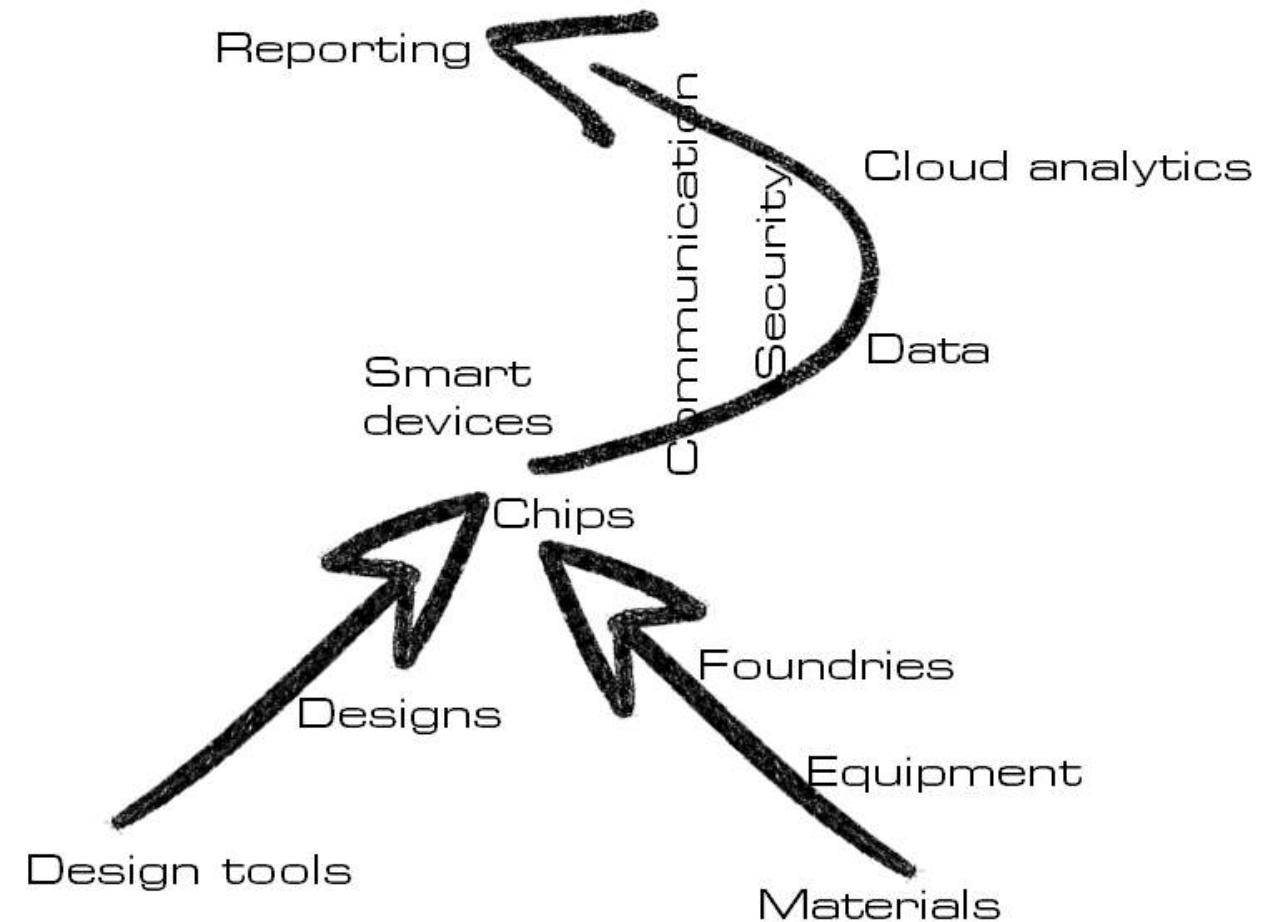 Reporting
Communication
Security
Cloud analytics
Data
Smart
devices
Chips
Foundries
Designs
Equipment
Design tools
Materials